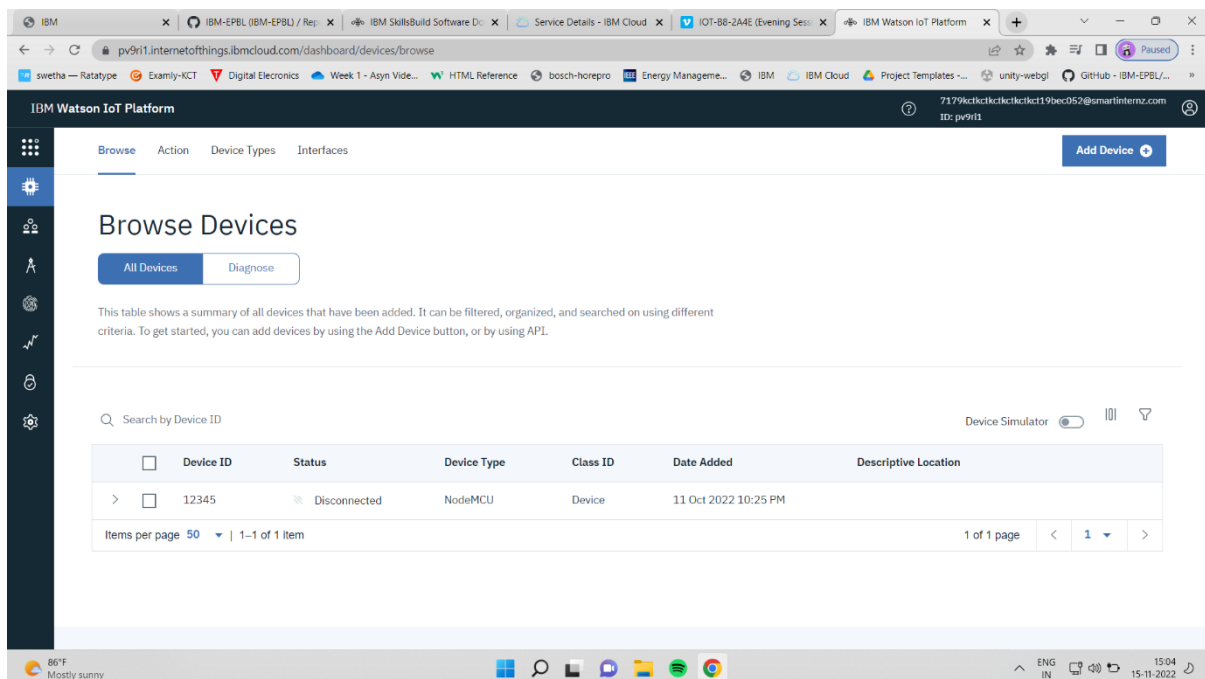 IBM
IBM-EPBL (IBM-EPBL) / Rep
IBM SkillsBuild Software Do
Service Details - IBM Cloud
IOT-B8-2A4E (Evening Sess
IBM Watson IoT Platform
pv9ri1.internetofthings.ibmcloud.com/dashboard/devices/browse
Paused
swetha — Ratatype
Examly-KCT
Digital Elecronics
Week 1 - Asyn Vide...
HTML Reference
bosch-horepro
IEEE Energy Manageme...
IBM
IBM Cloud
Project Templates -...
unity-webgl
GitHub - IBM-EPBL/...
IBM Watson IoT Platform
7179kctkctkctkctkctkct19bec052@smartinternz.com
ID: pv9ri1
Browse Action Device Types Interfaces
Add Device
Browse Devices
All Devices Diagnose
This table shows a summary of all devices that have been added. It can be filtered, organized, and searched on using different
criteria. To get started, you can add devices by using the Add Device button, or by using API.
Search by Device ID
Device Simulator
Device ID Status Device Type Class ID Date Added Descriptive Location
12345 Disconnected NodeMCU Device 11 Oct 2022 10:25 PM
Items per page 50 | 1–1 of 1 item
1 of 1 page 1
86°F
Mostly sunny
ENG
IN
15:04
15-11-2022